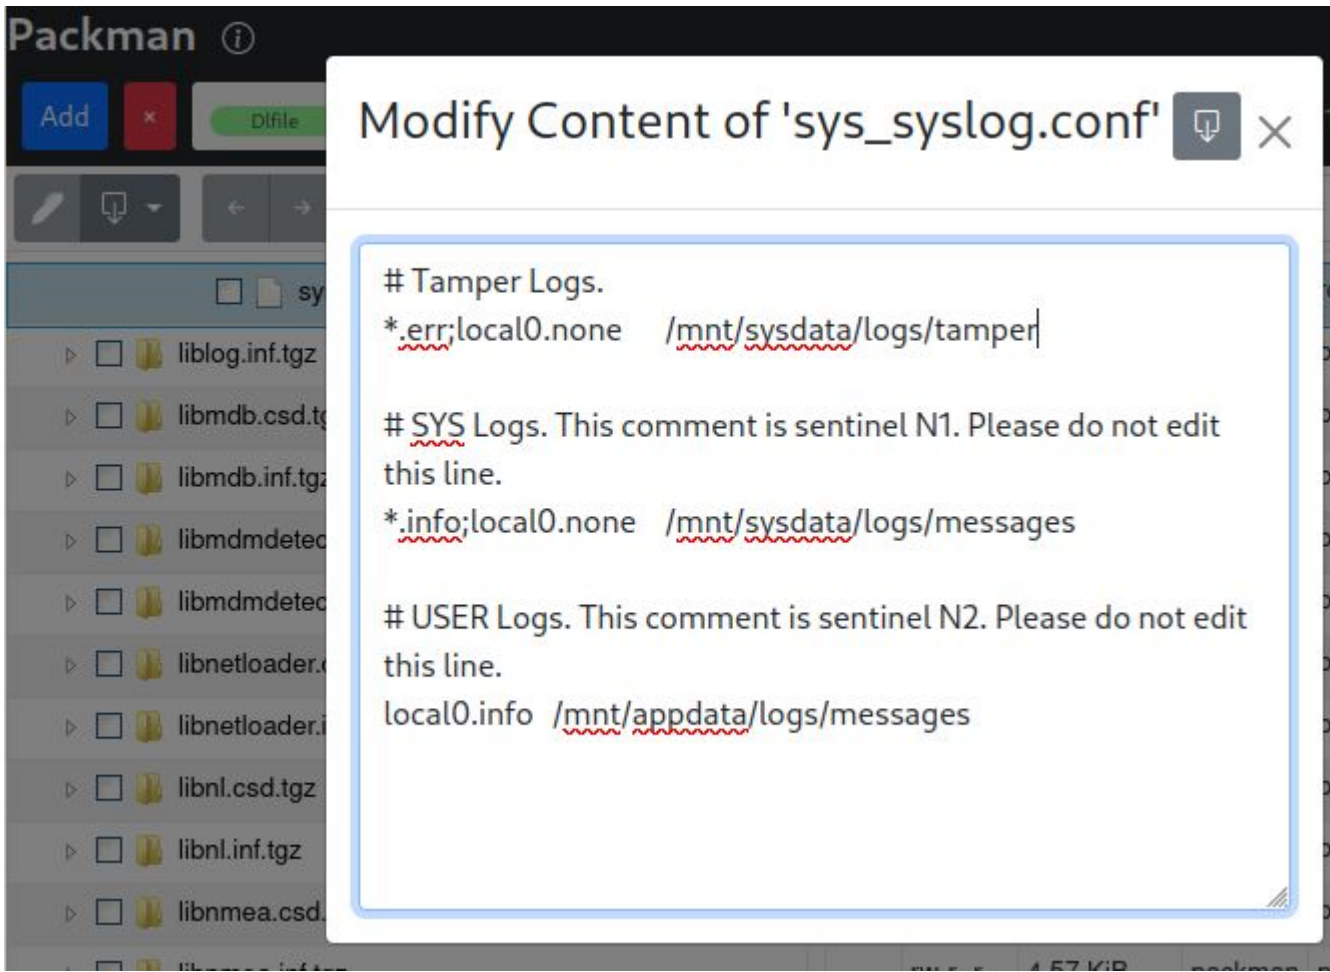 Packman
Add
×
Dlfile
Modify Content of 'sys_syslog.conf'
sy
liblog.inf.tgz
libmdb.csd.tg
libmdb.inf.tgz
libmdmdetec
libmdmdetec
libnetloader.
libnetloader.i
libnl.csd.tgz
libnl.inf.tgz
libnmea.csd.
# Tamper Logs.
*.err;local0.none /mnt/sysdata/logs/tamper
# SYS Logs. This comment is sentinel N1. Please do not edit
this line.
*.info;local0.none /mnt/sysdata/logs/messages
# USER Logs. This comment is sentinel N2. Please do not edit
this line.
local0.info /mnt/appdata/logs/messages
4.57 KiB